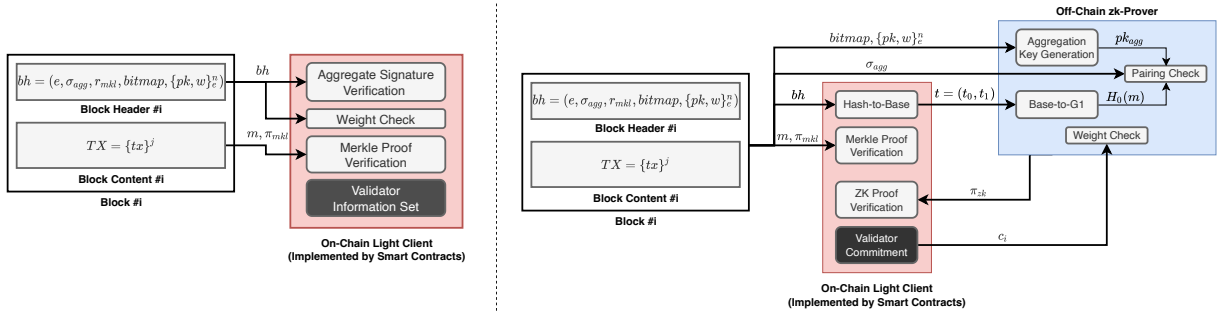 bh = (e, σ_agg, r_mkl, bitmap, {pk, w}_e^n)
Block Header #i
TX = {tx}^j
Block Content #i
Block #i
bh
m, π_mkl
Aggregate Signature
Verification
Weight Check
Merkle Proof
Verification
Validator
Information Set
On-Chain Light Client
(Implemented by Smart Contracts)
bh = (e, σ_agg, r_mkl, bitmap, {pk, w}_e^n)
Block Header #i
TX = {tx}^j
Block Content #i
Block #i
bitmap, {pk, w}_e^n
σ_agg
bh
m, π_mkl
Hash-to-Base
Merkle Proof
Verification
ZK Proof
Verification
Validator
Commitment
On-Chain Light Client
(Implemented by Smart Contracts)
t = (t_0, t_1)
π_zk
c_i
Off-Chain zk-Prover
Aggregation
Key Generation
pk_agg
Pairing Check
Base-to-G1
H_0(m)
Weight Check